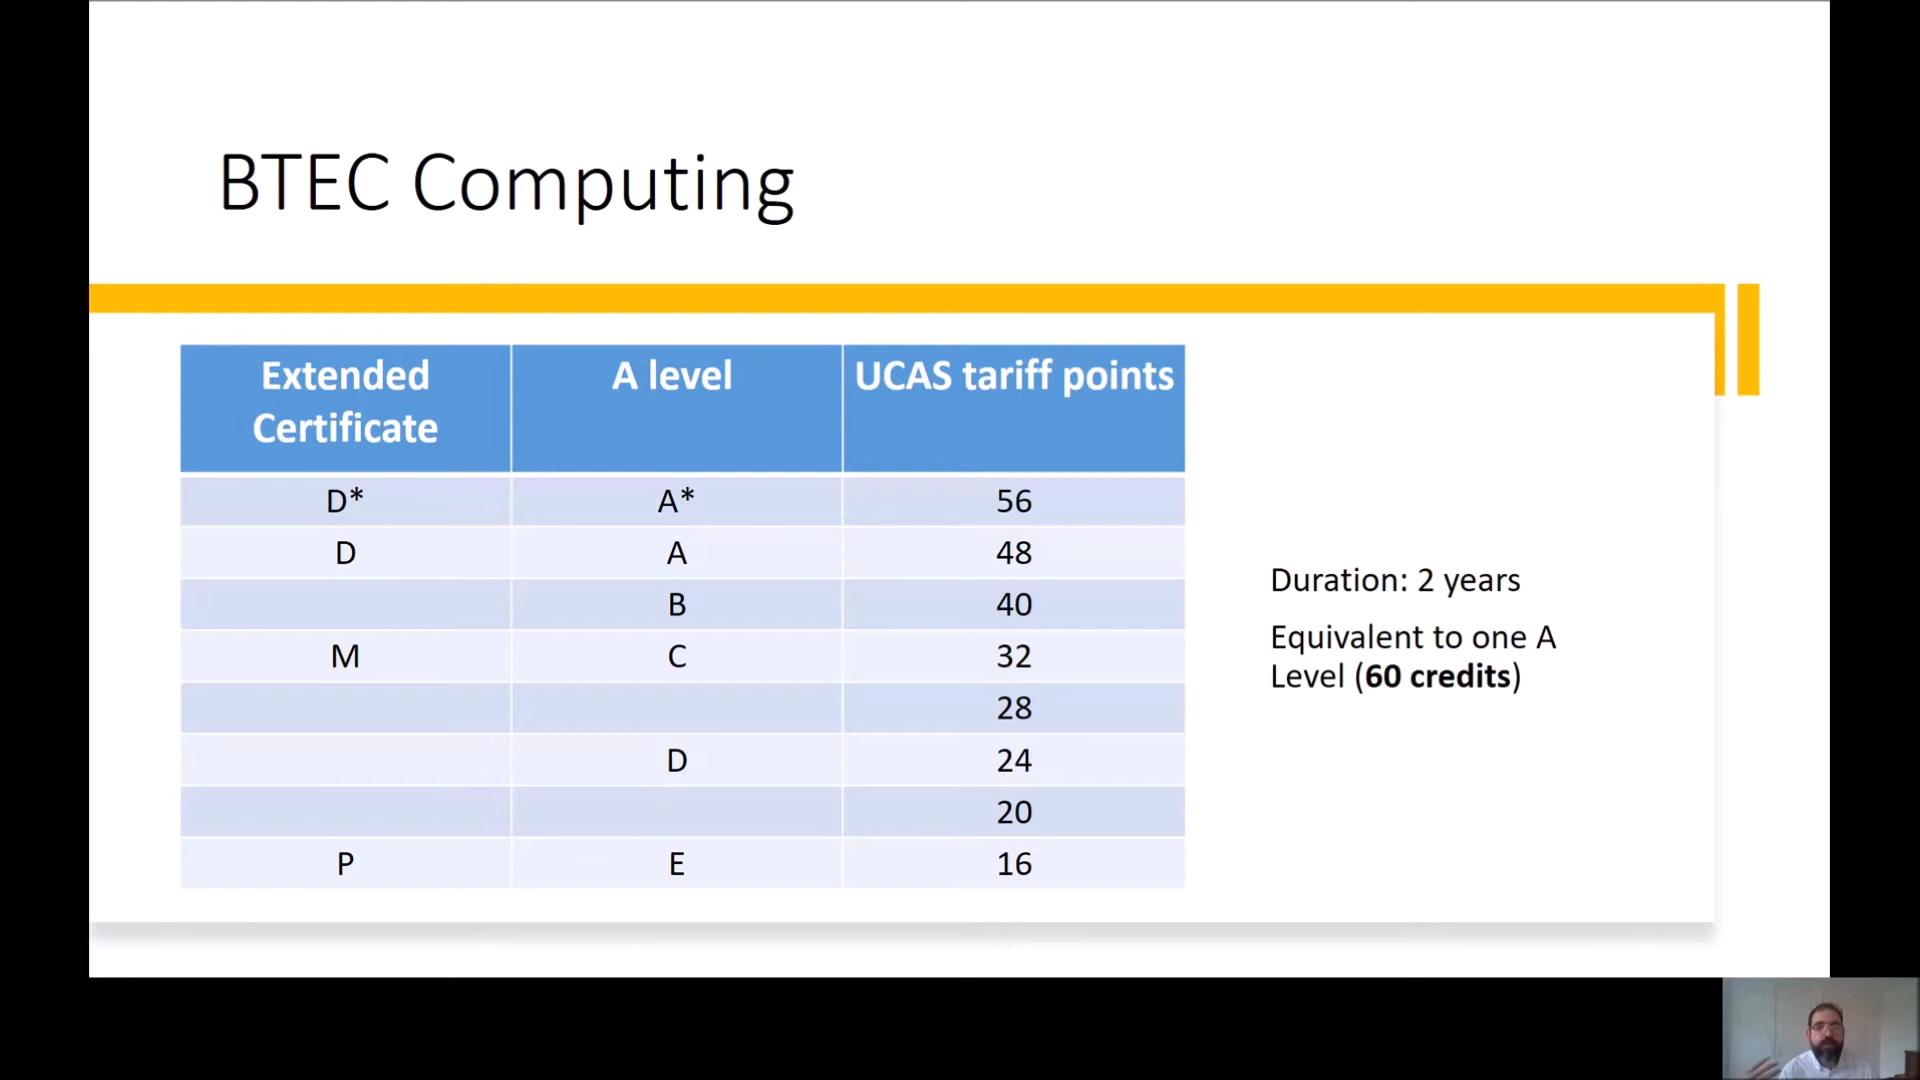 BTEC Computing
Extended
Certificate
A level
UCAS tariff points
D* A* 56
D A 48
B 40
M C 32
28
D 24
20
P E 16
Duration: 2 years
Equivalent to one A
Level (60 credits)